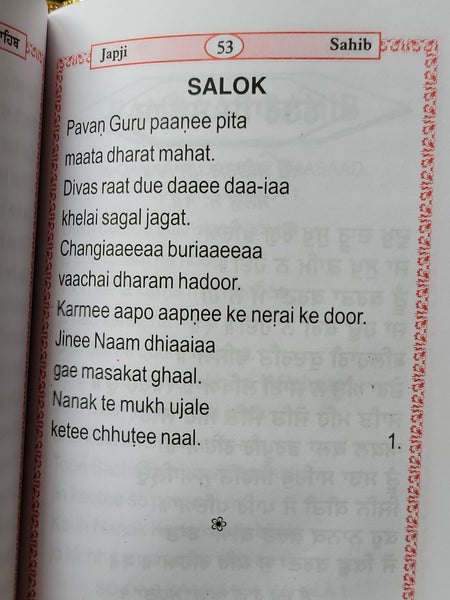 ਾਹਿਬ
Japji 53 Sahib
SALOK
Pavaṇ Guru paaṇee pita
maata dharat mahat.
Divas raat due daaee daa-iaa
khelai sagal jagat.
Changiaaeeaa buriaaeeaa
vaachai dharam hadoor.
Karmee aapo aapṇee ke neṛai ke door.
Jinee Naam dhiaaiaa
gae masakat ghaal.
Nanak te mukh ujale
ketee chhuṭee naal. 1.